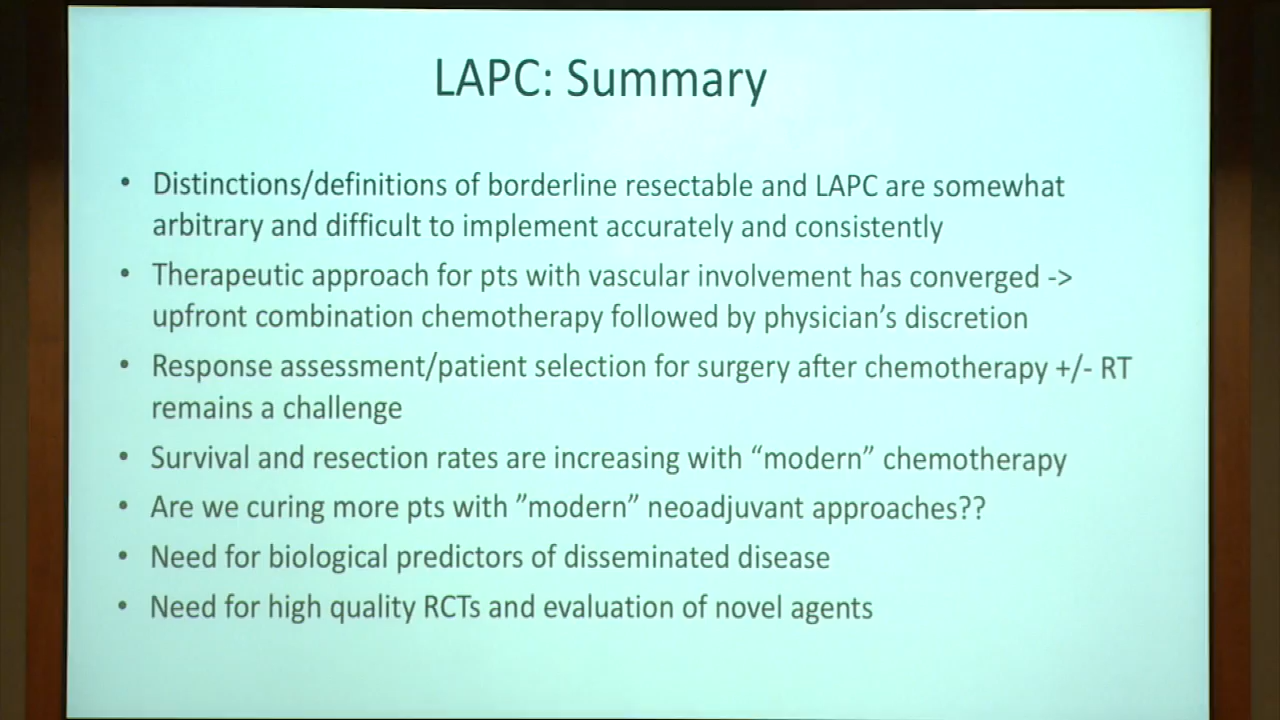 LAPC: Summary
• Distinctions/definitions of borderline resectable and LAPC are somewhat
arbitrary and difficult to implement accurately and consistently
• Therapeutic approach for pts with vascular involvement has converged ->
upfront combination chemotherapy followed by physician’s discretion
• Response assessment/patient selection for surgery after chemotherapy +/- RT
remains a challenge
• Survival and resection rates are increasing with “modern” chemotherapy
• Are we curing more pts with ”modern” neoadjuvant approaches??
• Need for biological predictors of disseminated disease
• Need for high quality RCTs and evaluation of novel agents